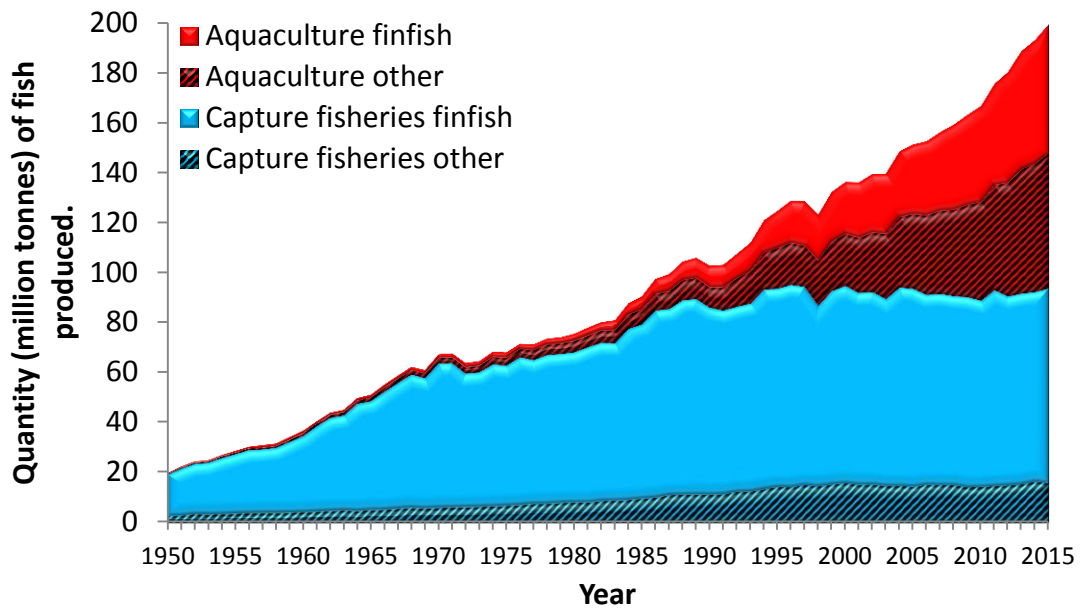 Quantity (million tonnes) of fish
produced.
200
180
160
140
120
100
80
60
40
20
0
Aquaculture finfish
Aquaculture other
Capture fisheries finfish
Capture fisheries other
1950 1955 1960 1965 1970 1975 1980 1985 1990 1995 2000 2005 2010 2015
Year